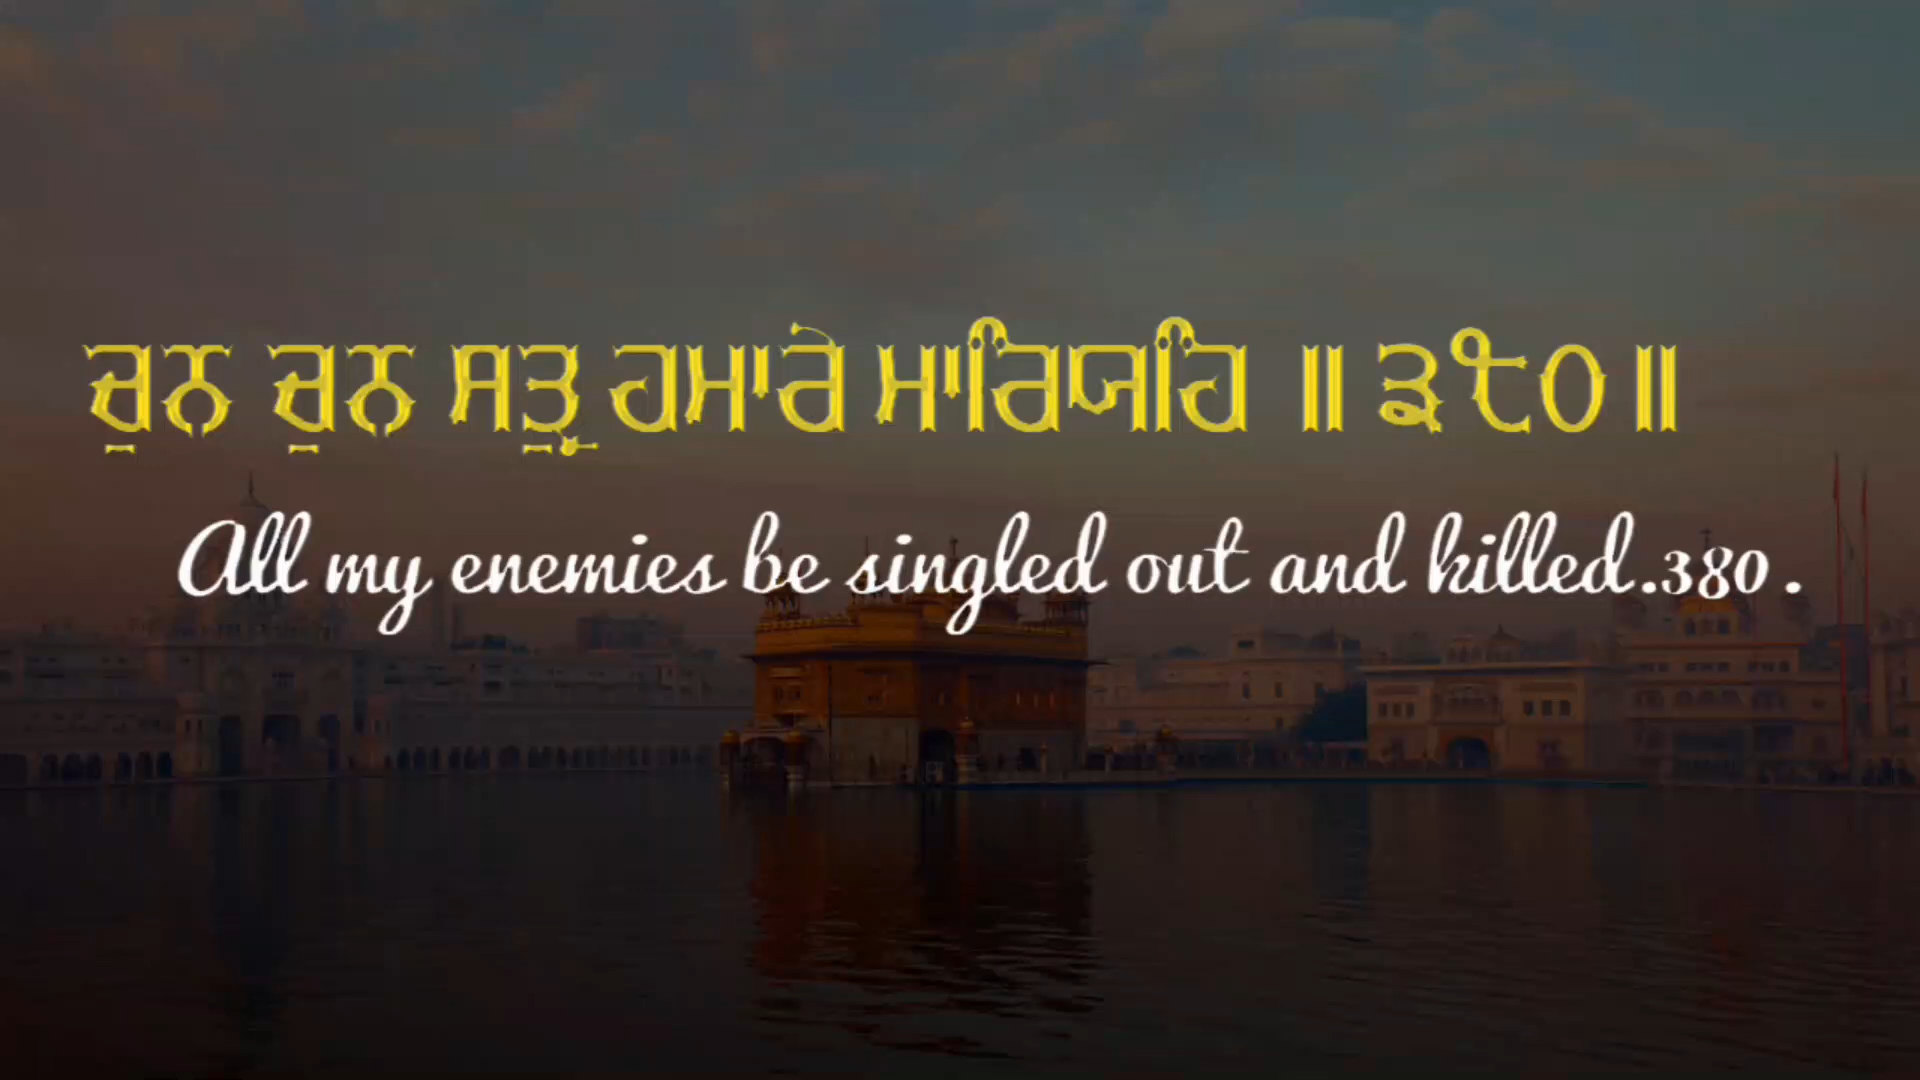 ਚੁਨ ਚੁਨ ਸਤ੍ਰੁ ਹਮਾਰੇ ਮਾਰਿਯਹਿ ॥੩੮੦॥
All my enemies be singled out and killed.380 .